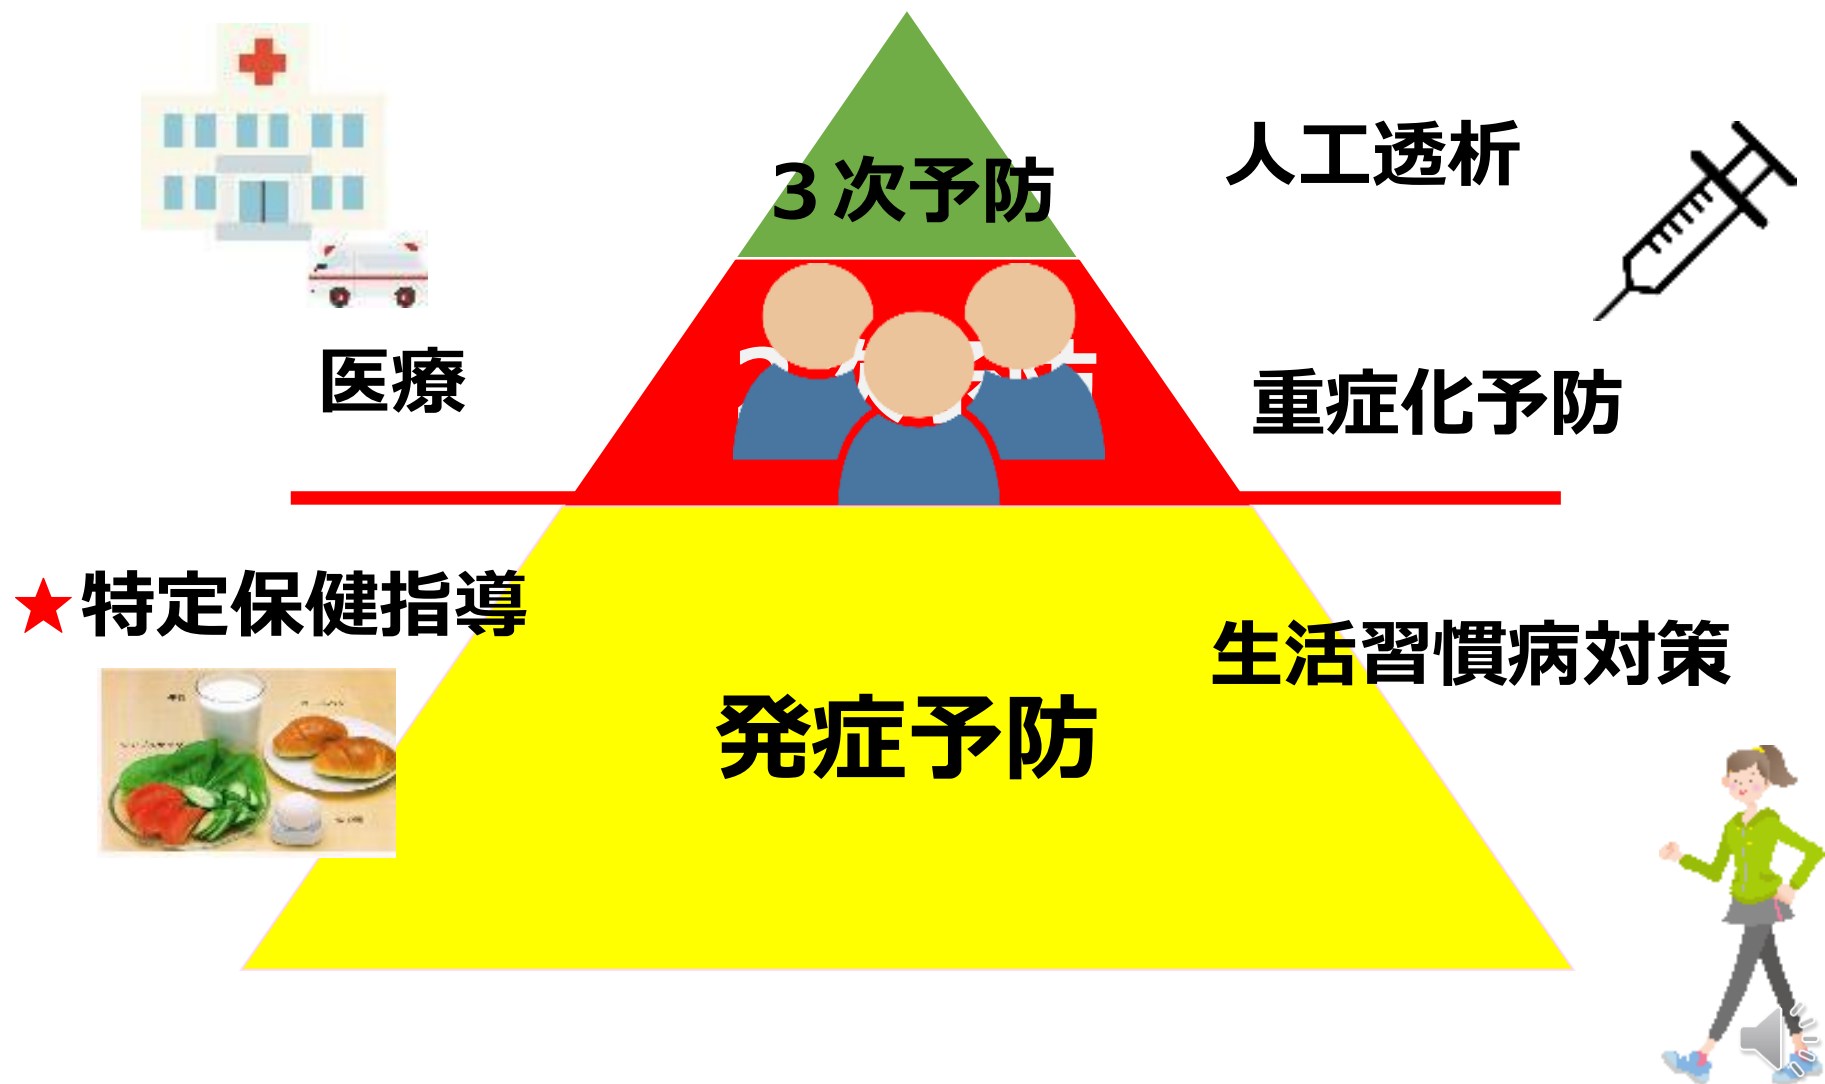 ３次予防
人工透析
医療
重症化予防
特定保健指導
生活習慣病対策
発症予防